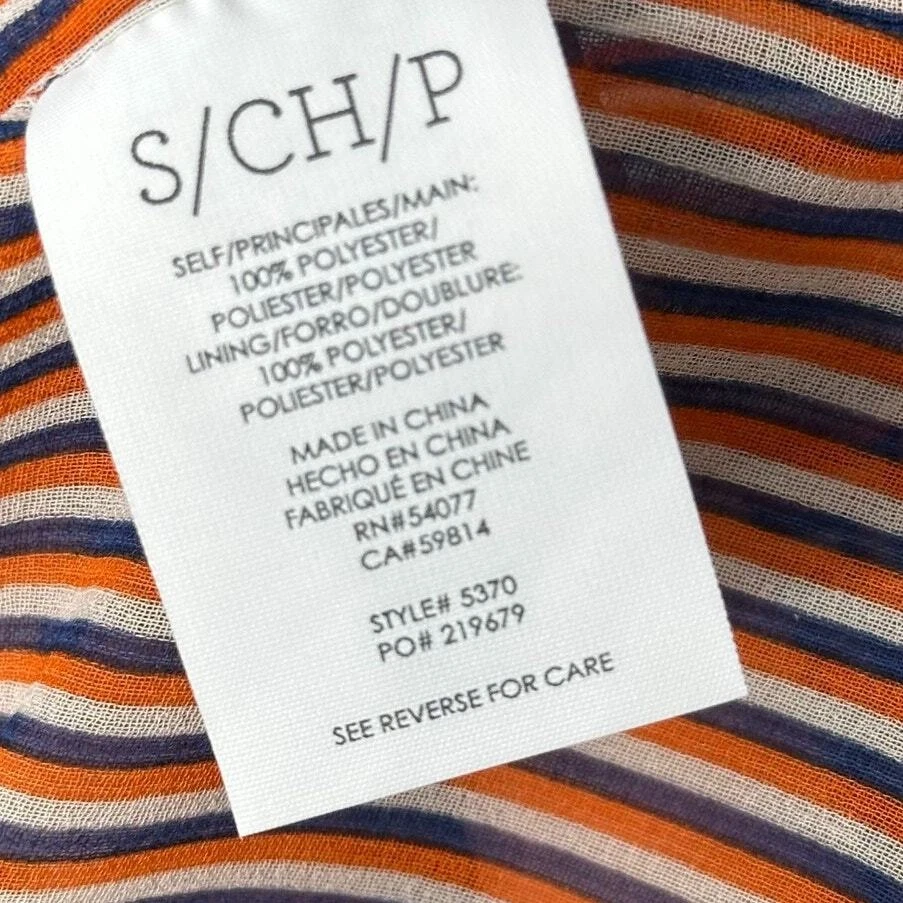 S/CH/P
SELF/PRINCIPALES/MAIN:
100% POLYESTER/
POLIESTER/POLYESTER
LINING/FORRO/DOUBLURE:
100% POLYESTER/
POLIESTER/POLYESTER
MADE IN CHINA
HECHO EN CHINA
FABRIQUÉ EN CHINE
RN#54077
CA#59814
STYLE# 5370
PO# 219679
SEE REVERSE FOR CARE